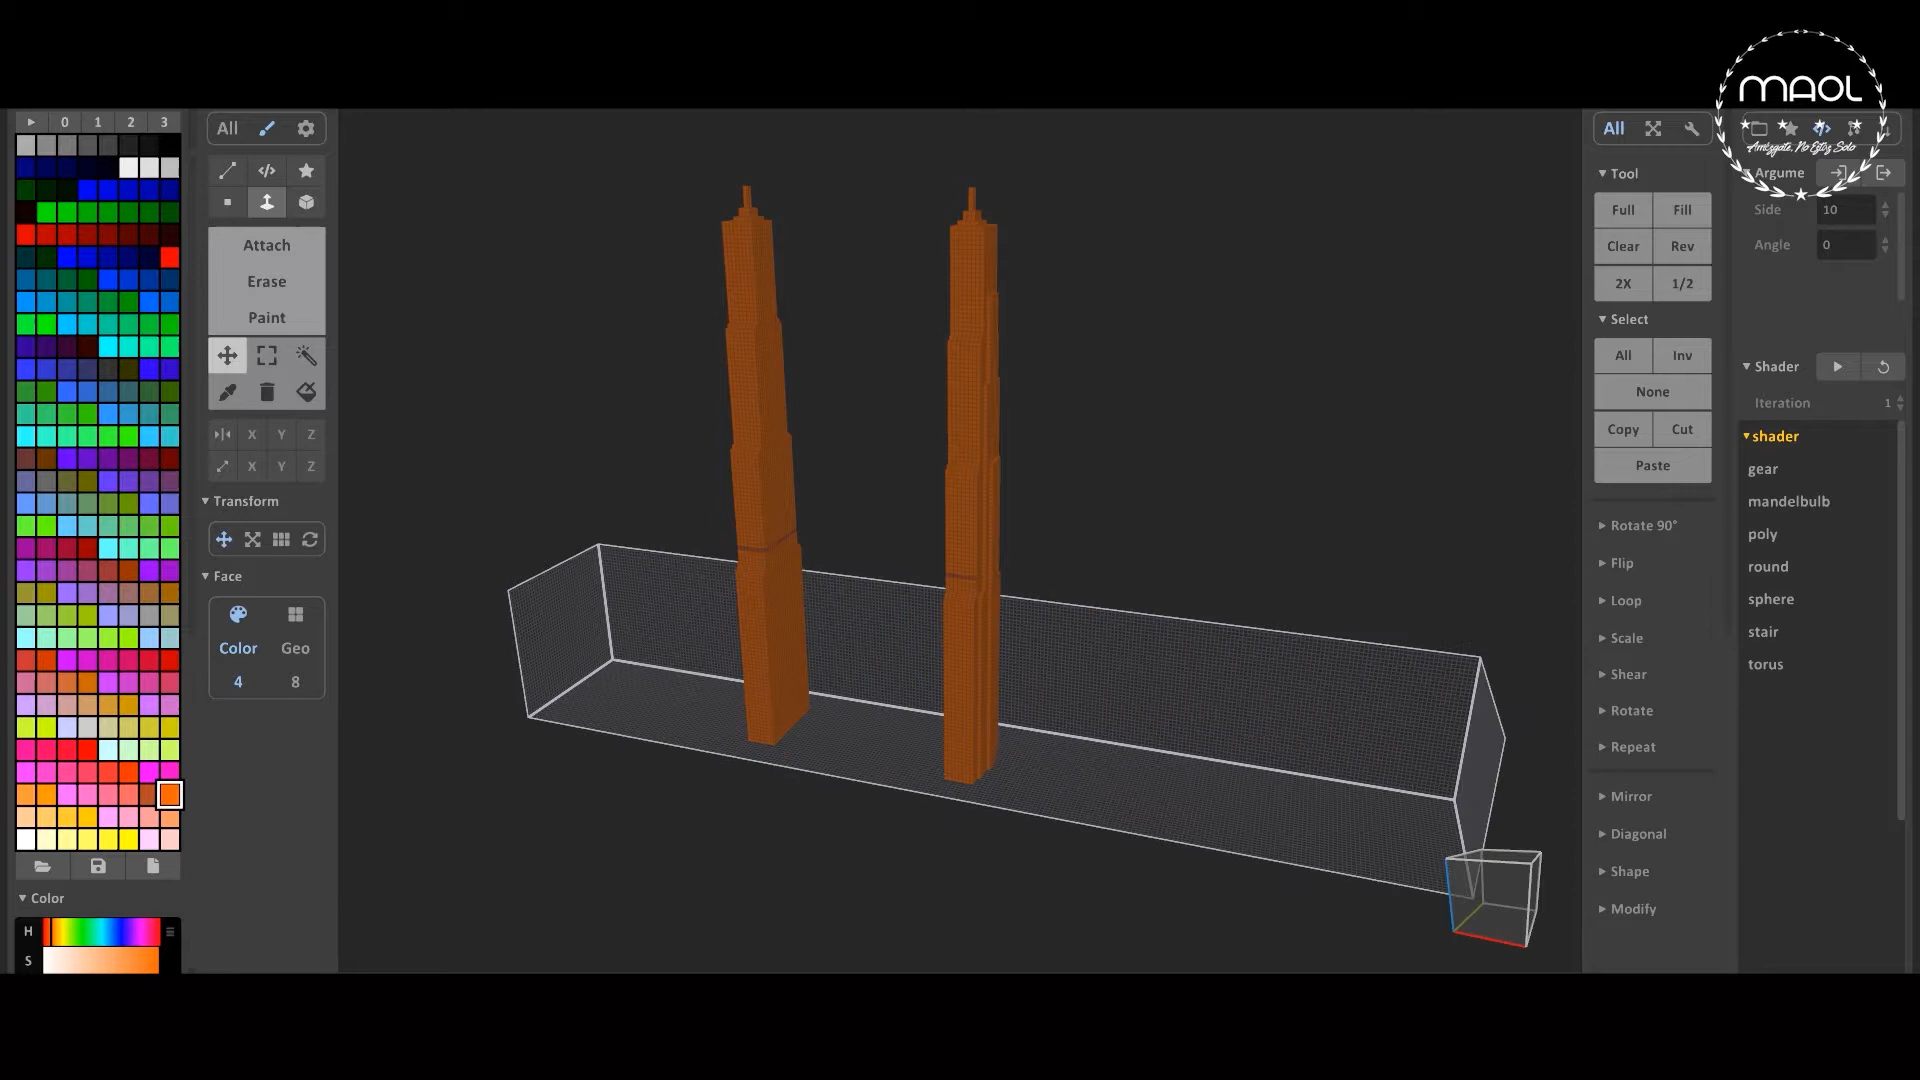 0 1 2 3
All
Attach
Erase
Paint
X Y Z
X Y Z
Transform
Face
Color Geo
4 8
Color
H
S
All
Tool
Full Fill
Clear Rev
2X 1/2
Select
All Inv
None
Copy Cut
Paste
Rotate 90°
Flip
Loop
Scale
Shear
Rotate
Repeat
Mirror
Diagonal
Shape
Modify
MAOL
Argume
Side 10
Angle 0
Shader
Iteration 1
shader
gear
mandelbulb
poly
round
sphere
stair
torus